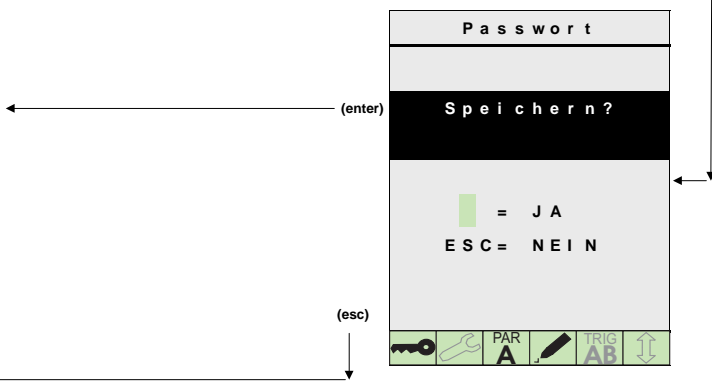 Passwort
(enter)
Speichern?
= JA
ESC= NEIN
(esc)
PAR
A
TRIG
AB